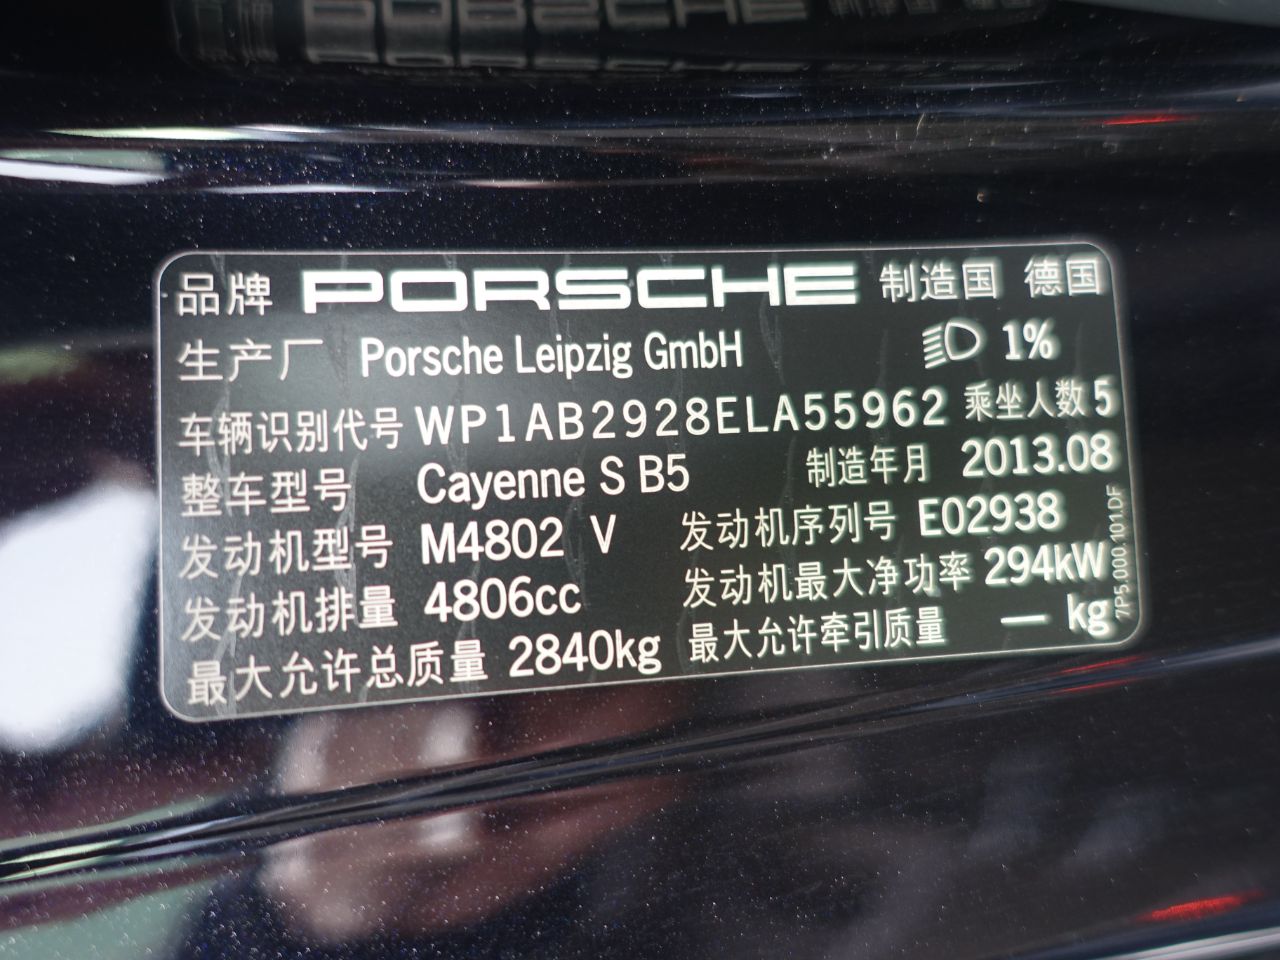 品牌 PORSCHE 制造国 德国
生产厂 Porsche Leipzig GmbH 1%
车辆识别代号 WP1AB2928ELA55962 乘坐人数 5
整车型号 Cayenne S B5 制造年月 2013.08
发动机型号 M4802 V 发动机序列号 E02938
发动机排量 4806cc 发动机最大净功率 294kW
最大允许总质量 2840kg 最大允许牵引质量 — kg
7P5.000.101.DF